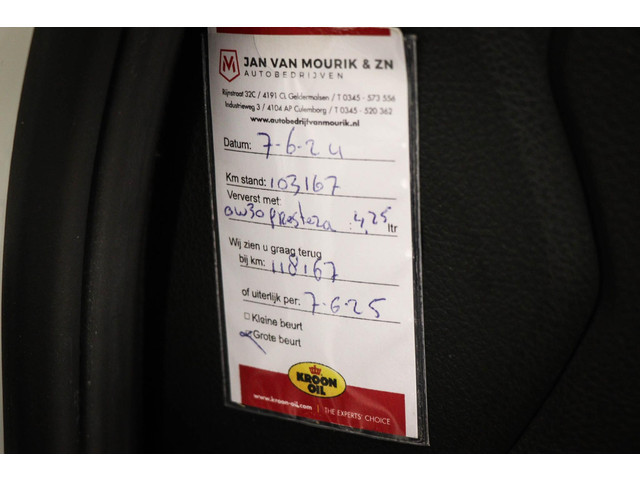 JAN VAN MOURIK & ZN
AUTOBEDRIJVEN
Rijnstraat 32C / 4191 CL Geldermalsen / T 0345 - 573 556
Industrieweg 3 / 4104 AP Culemborg / T 0345 - 520 362
www.autobedrijfvanmourik.nl
Datum: 7-6-24
Km stand: 103167
Ververst met:
0W30 Presteza 4,25 ltr
Wij zien u graag terug
bij km: 118167
of uiterlijk per: 7-6-25
Kleine beurt
Grote beurt
KROON
OIL
www.kroon-oil.com | THE EXPERTS' CHOICE